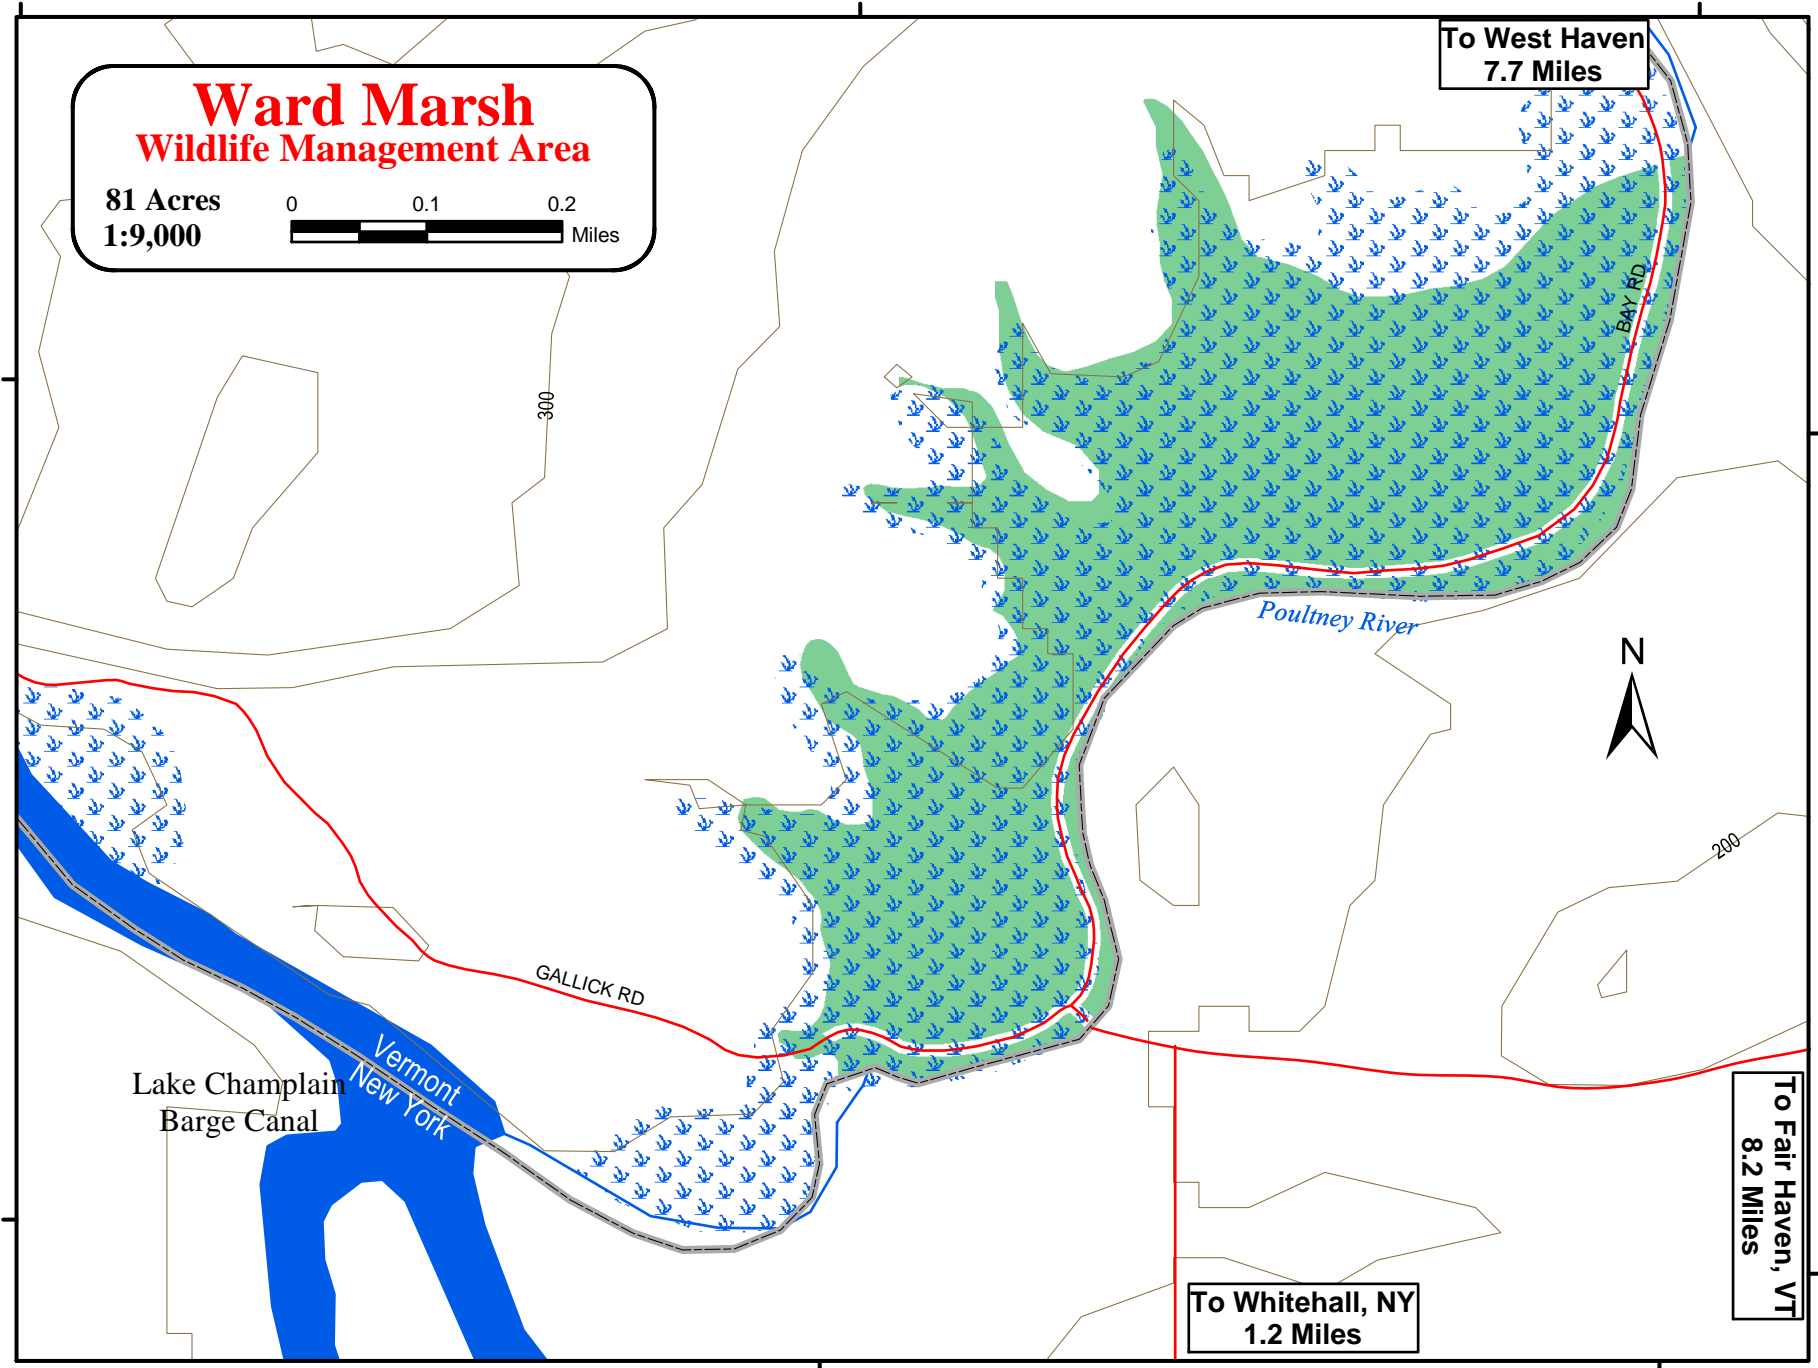 To West Haven
7.7 Miles
Ward Marsh
Wildlife Management Area
81 Acres
1:9,000
0 0.1 0.2
Miles
BAY RD
300
Poultney River
N
200
GALLICK RD
Vermont
New York
Lake Champlain
Barge Canal
To Fair Haven, VT
8.2 Miles
To Whitehall, NY
1.2 Miles